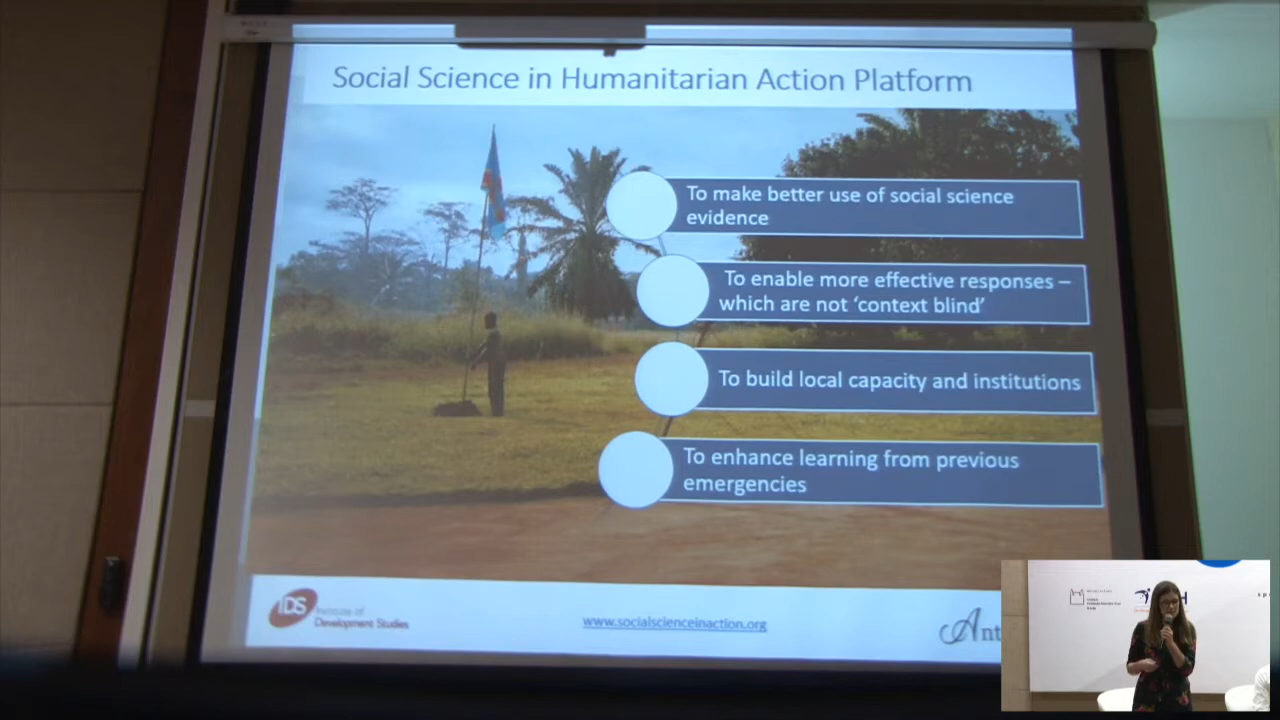 Social Science in Humanitarian Action Platform
To make better use of social science
evidence
To enable more effective responses –
which are not ‘context blind’
To build local capacity and institutions
To enhance learning from previous
emergencies
IDS
Institute of
Development Studies
www.socialscienceinaction.org
Ant